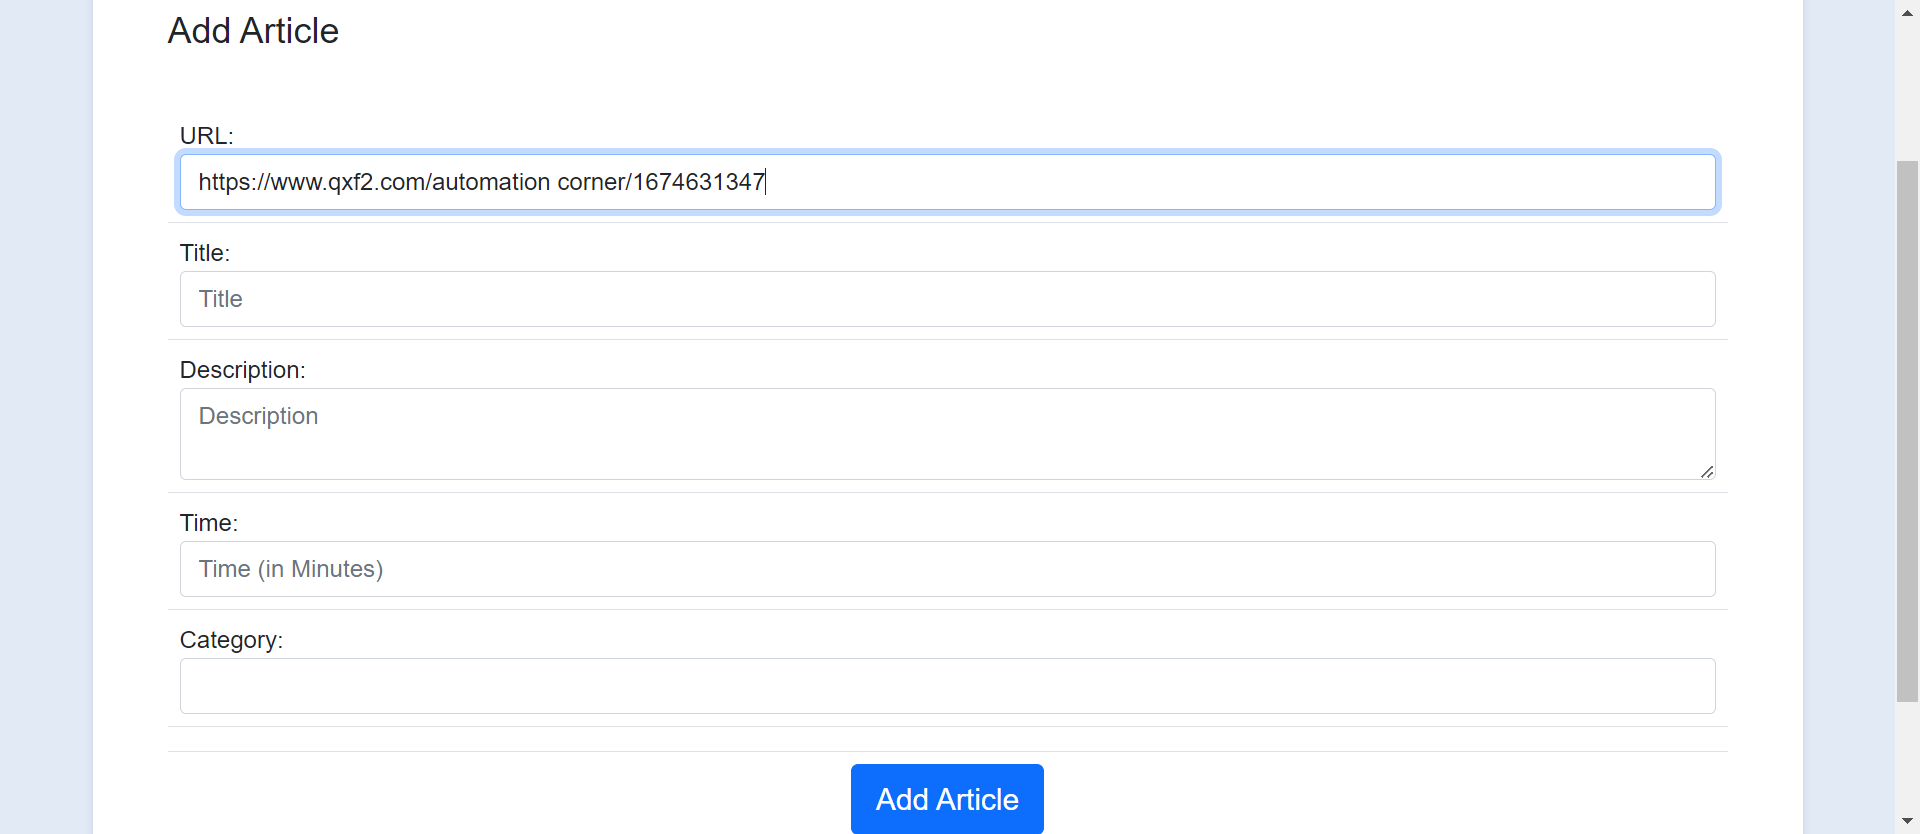 Add Article
URL:
https://www.qxf2.com/automation corner/1674631347
Title:
Title
Description:
Description
Time:
Time (in Minutes)
Category:
Add Article